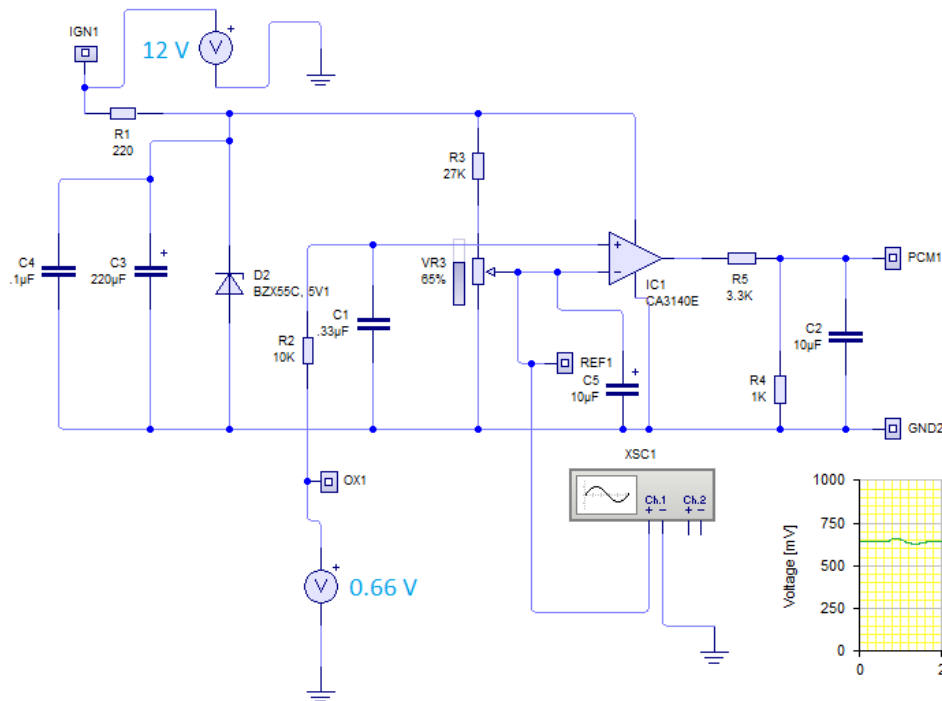 IGN1
12 V
R1
220
R3
27K
C4
.1µF
C3
220µF
D2
BZX55C, 5V1
VR3
65%
R2
10K
C1
.33µF
IC1
CA3140E
R5
3.3K
PCM1
C2
10µF
REF1
C5
10µF
R4
1K
GND2
OX1
XSC1
Ch.1 Ch.2
0.66 V
Voltage [mV]
1000
750
500
250
0
0 2